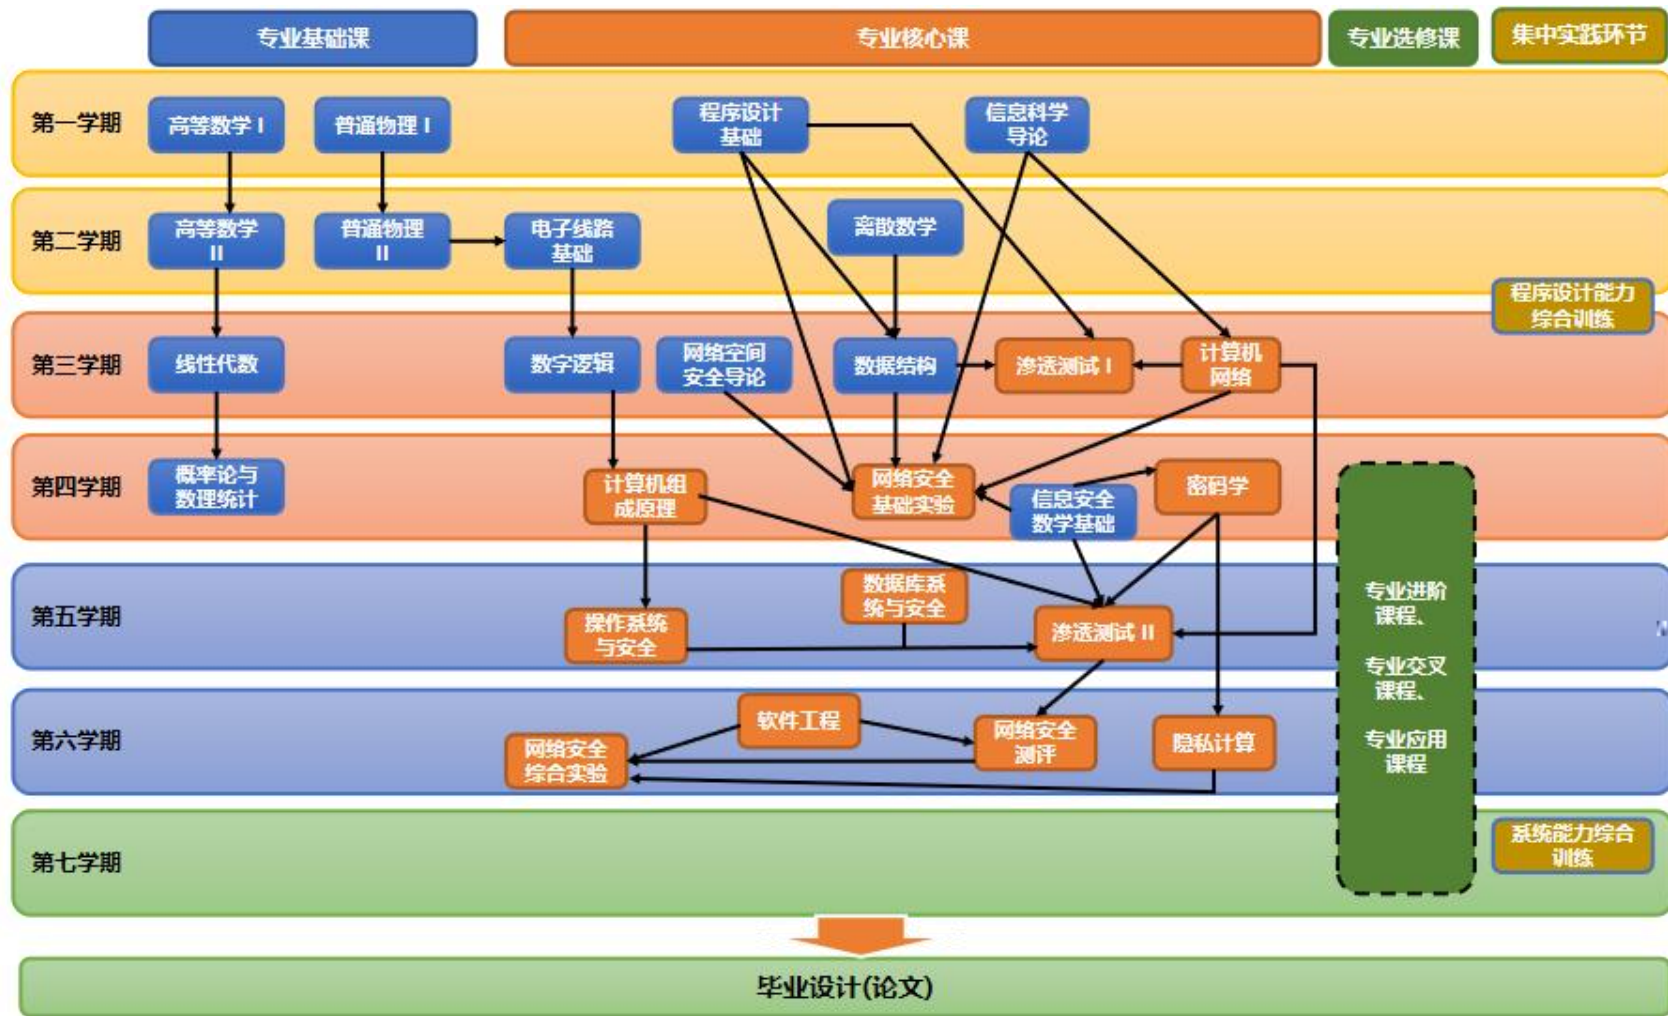 专业基础课
专业核心课
专业选修课
集中实践环节
第一学期
高等数学 I
普通物理 I
程序设计
基础
信息科学
导论
第二学期
高等数学
II
普通物理
II
电子线路
基础
离散数学
程序设计能力
综合训练
第三学期
线性代数
数字逻辑
网络空间
安全导论
数据结构
渗透测试 I
计算机
网络
第四学期
概率论与
数理统计
计算机组
成原理
网络安全
基础实验
信息安全
数学基础
密码学
第五学期
操作系统
与安全
数据库系
统与安全
渗透测试 II
专业进阶
课程、
专业交叉
课程、
专业应用
课程
第六学期
网络安全
综合实验
软件工程
网络安全
测评
隐私计算
第七学期
系统能力综合
训练
毕业设计(论文)